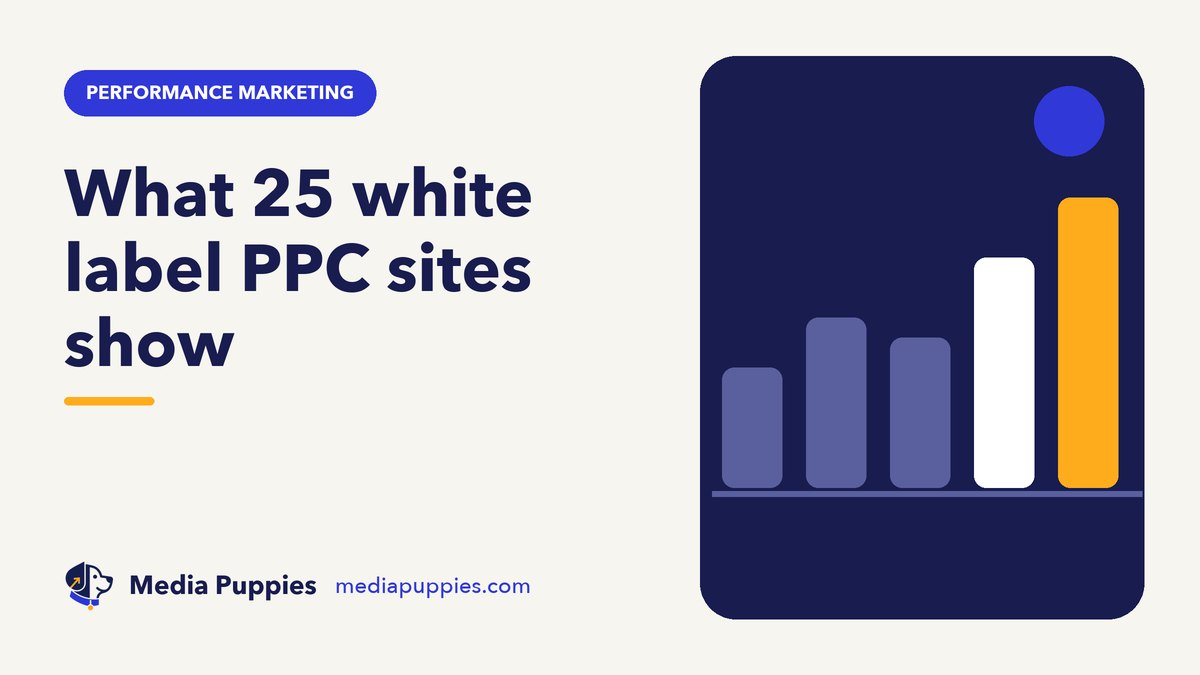 PERFORMANCE MARKETING
What 25 white
label PPC sites
show
Media Puppies mediapuppies.com